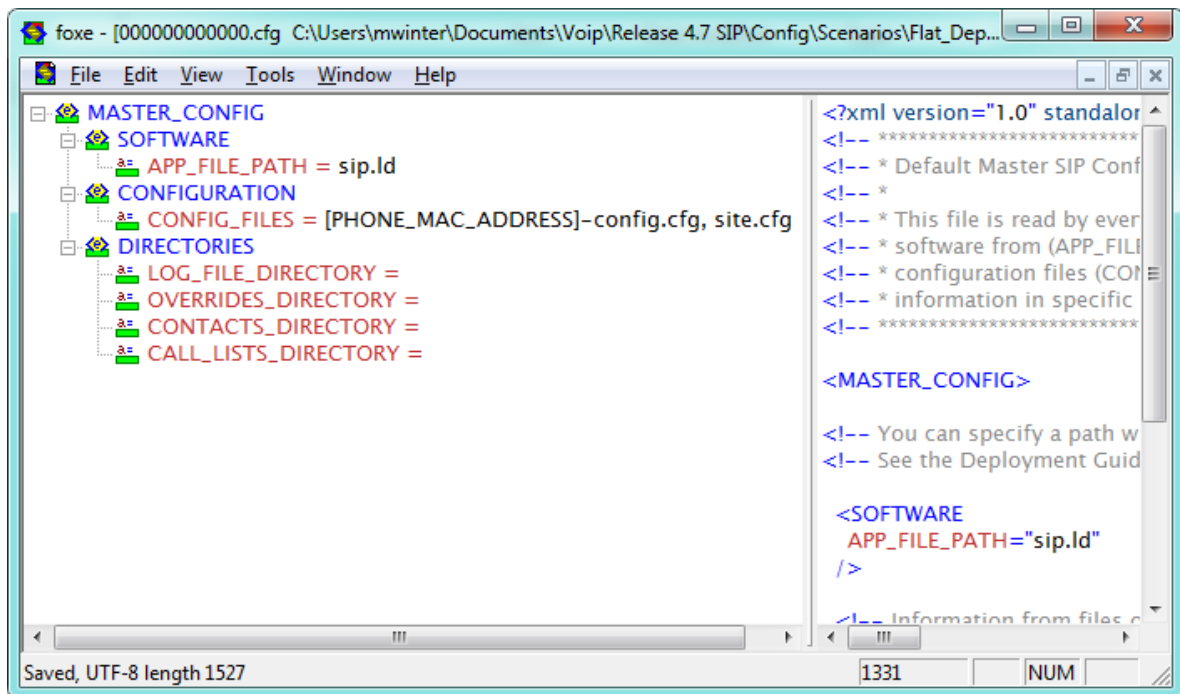 foxe - [000000000000.cfg C:\Users\mwinter\Documents\Voip\Release 4.7 SIP\Config\Scenarios\Flat_Dep...
File Edit View Tools Window Help
MASTER_CONFIG
SOFTWARE
APP_FILE_PATH = sip.ld
CONFIGURATION
CONFIG_FILES = [PHONE_MAC_ADDRESS]-config.cfg, site.cfg
DIRECTORIES
LOG_FILE_DIRECTORY =
OVERRIDES_DIRECTORY =
CONTACTS_DIRECTORY =
CALL_LISTS_DIRECTORY =
<?xml version="1.0" standalor
<!-- **************************
<!-- * Default Master SIP Conf
<!-- *
<!-- * This file is read by ever
<!-- * software from (APP_FILE
<!-- * configuration files (CON
<!-- * information in specific
<!-- **************************
<MASTER_CONFIG>
<!-- You can specify a path w
<!-- See the Deployment Guid
<SOFTWARE
APP_FILE_PATH="sip.ld"
/>
<!-- Information from files c
Saved, UTF-8 length 1527
1331
NUM